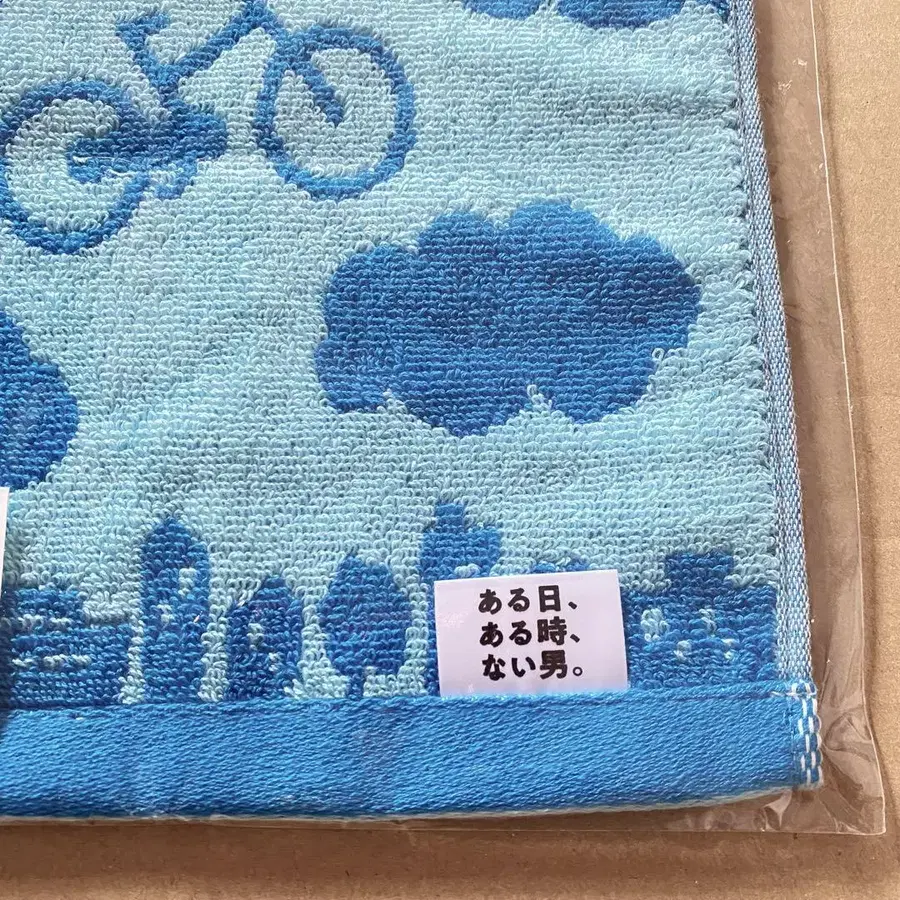 ある日、
ある時、
ない男。